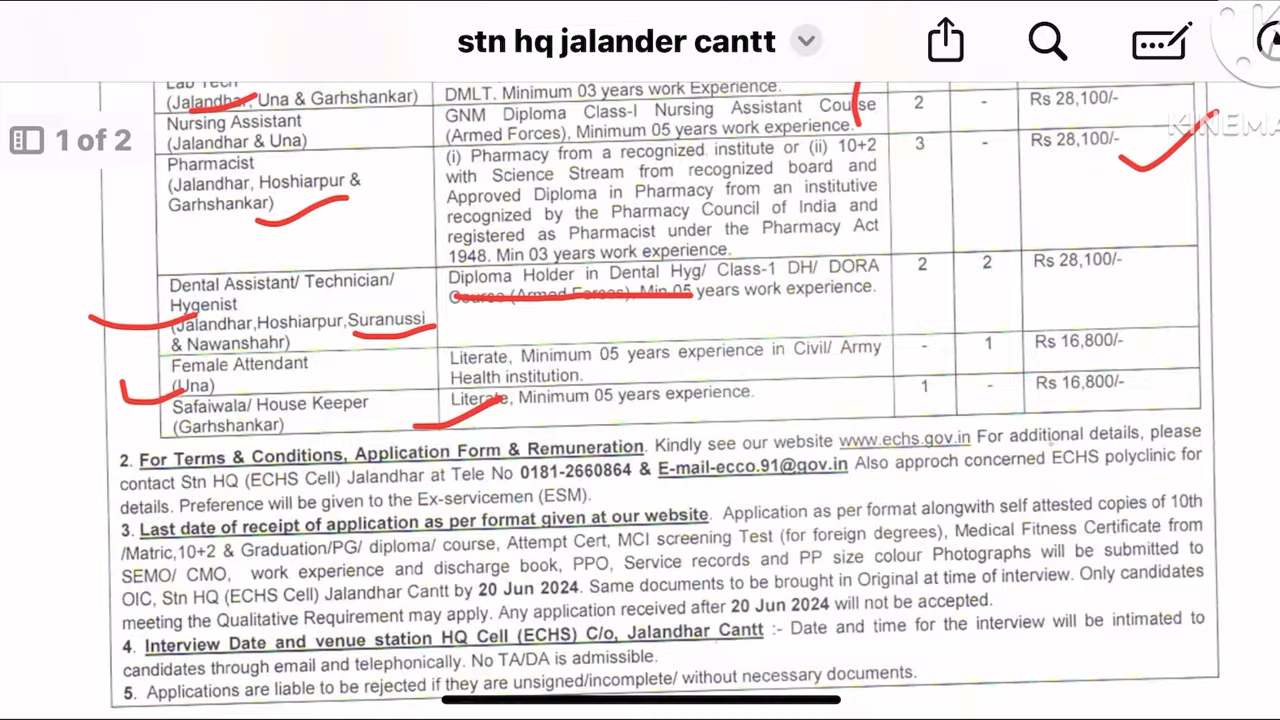 stn hq jalander cantt
1 of 2
KINEMA
Lab Tech
(Jalandhar, Una & Garhshankar)
DMLT. Minimum 03 years work Experience.
Nursing Assistant
(Jalandhar & Una)
GNM Diploma Class-I Nursing Assistant Course
(Armed Forces), Minimum 05 years work experience.
2 - Rs 28,100/-
Pharmacist
(Jalandhar, Hoshiarpur &
Garhshankar)
(i) Pharmacy from a recognized institute or (ii) 10+2
with Science Stream from recognized board and
Approved Diploma in Pharmacy from an institutive
recognized by the Pharmacy Council of India and
registered as Pharmacist under the Pharmacy Act
1948. Min 03 years work experience.
3 - Rs 28,100/-
Dental Assistant/ Technician/
Hygenist
(Jalandhar,Hoshiarpur,Suranussi
& Nawanshahr)
Diploma Holder in Dental Hyg/ Class-1 DH/ DORA
Course (Armed Forces), Min 05 years work experience.
2 2 Rs 28,100/-
Female Attendant
(Una)
Literate, Minimum 05 years experience in Civil/ Army
Health institution.
- 1 Rs 16,800/-
Safaiwala/ House Keeper
(Garhshankar)
Literate, Minimum 05 years experience.
1 - Rs 16,800/-
2. For Terms & Conditions, Application Form & Remuneration. Kindly see our website www.echs.gov.in For additional details, please
contact Stn HQ (ECHS Cell) Jalandhar at Tele No 0181-2660864 & E-mail-ecco.91@gov.in Also approch concerned ECHS polyclinic for
details. Preference will be given to the Ex-servicemen (ESM).
3. Last date of receipt of application as per format given at our website. Application as per format alongwith self attested copies of 10th
/Matric,10+2 & Graduation/PG/ diploma/ course, Attempt Cert, MCI screening Test (for foreign degrees), Medical Fitness Certificate from
SEMO/ CMO, work experience and discharge book, PPO, Service records and PP size colour Photographs will be submitted to
OIC, Stn HQ (ECHS Cell) Jalandhar Cantt by 20 Jun 2024. Same documents to be brought in Original at time of interview. Only candidates
meeting the Qualitative Requirement may apply. Any application received after 20 Jun 2024 will not be accepted.
4. Interview Date and venue station HQ Cell (ECHS) C/o, Jalandhar Cantt :- Date and time for the interview will be intimated to
candidates through email and telephonically. No TA/DA is admissible.
5. Applications are liable to be rejected if they are unsigned/incomplete/ without necessary documents.